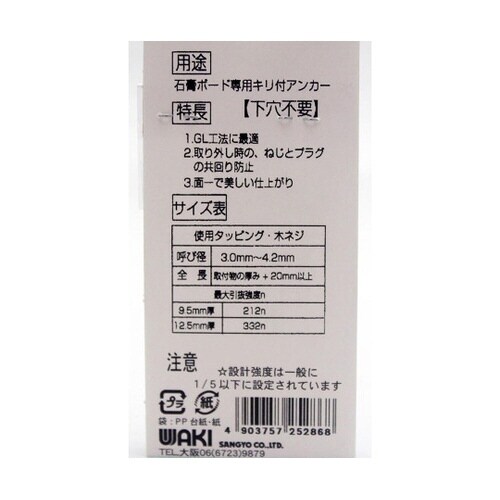 用途
石膏ボード専用キリ付アンカー
特長 【下穴不要】
1.GL工法に最適
2.取り外し時の、ねじとプラグ
の共回り防止
3.面一で美しい仕上がり
サイズ表
使用タッピング・木ネジ
呼び径 3.0mm〜4.2mm
全長 取付物の厚み+20mm以上
最大引抜強度n
9.5mm厚 212n
12.5mm厚 332n
注意 ☆設計強度は一般に
1/5以下に設定されています
プラ 紙
袋:PP 台紙・紙
4 903757 252868
WAKI SANGYO CO.,LTD.
TEL.大阪06(6723)9879